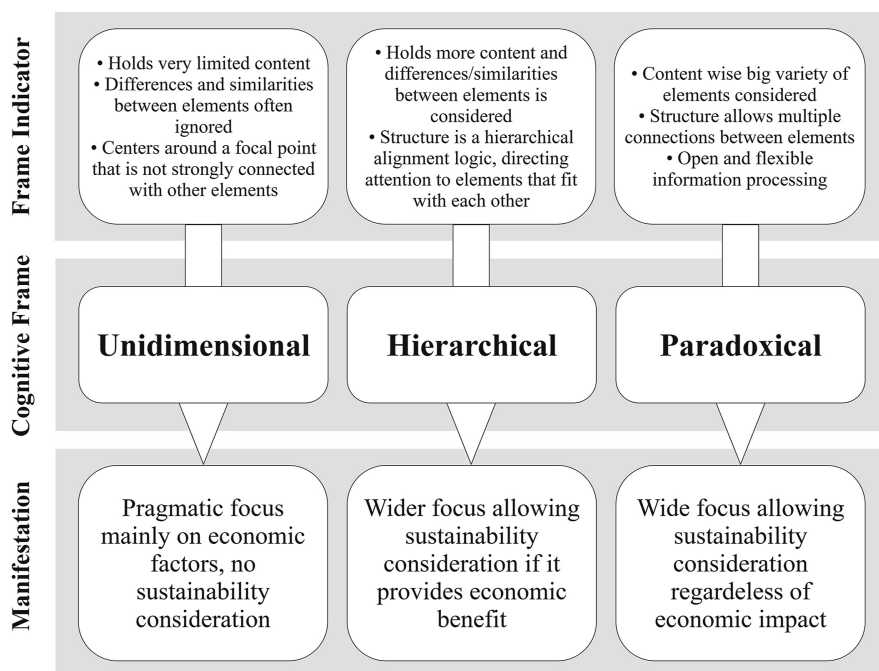 Frame Indicator
• Holds very limited content
• Differences and similarities
between elements often
ignored
• Centers around a focal point
that is not strongly connected
with other elements
• Holds more content and
differences/similarities
between elements is
considered
• Structure is a hierarchical
alignment logic, directing
attention to elements that fit
with each other
• Content wise big variety of
elements considered
• Structure allows multiple
connections between elements
• Open and flexible
information processing
Cognitive Frame
Unidimensional
Hierarchical
Paradoxical
Manifestation
Pragmatic focus
mainly on economic
factors, no
sustainability
consideration
Wider focus allowing
sustainability
consideration if it
provides economic
benefit
Wide focus allowing
sustainability
consideration
regardeless of
economic impact